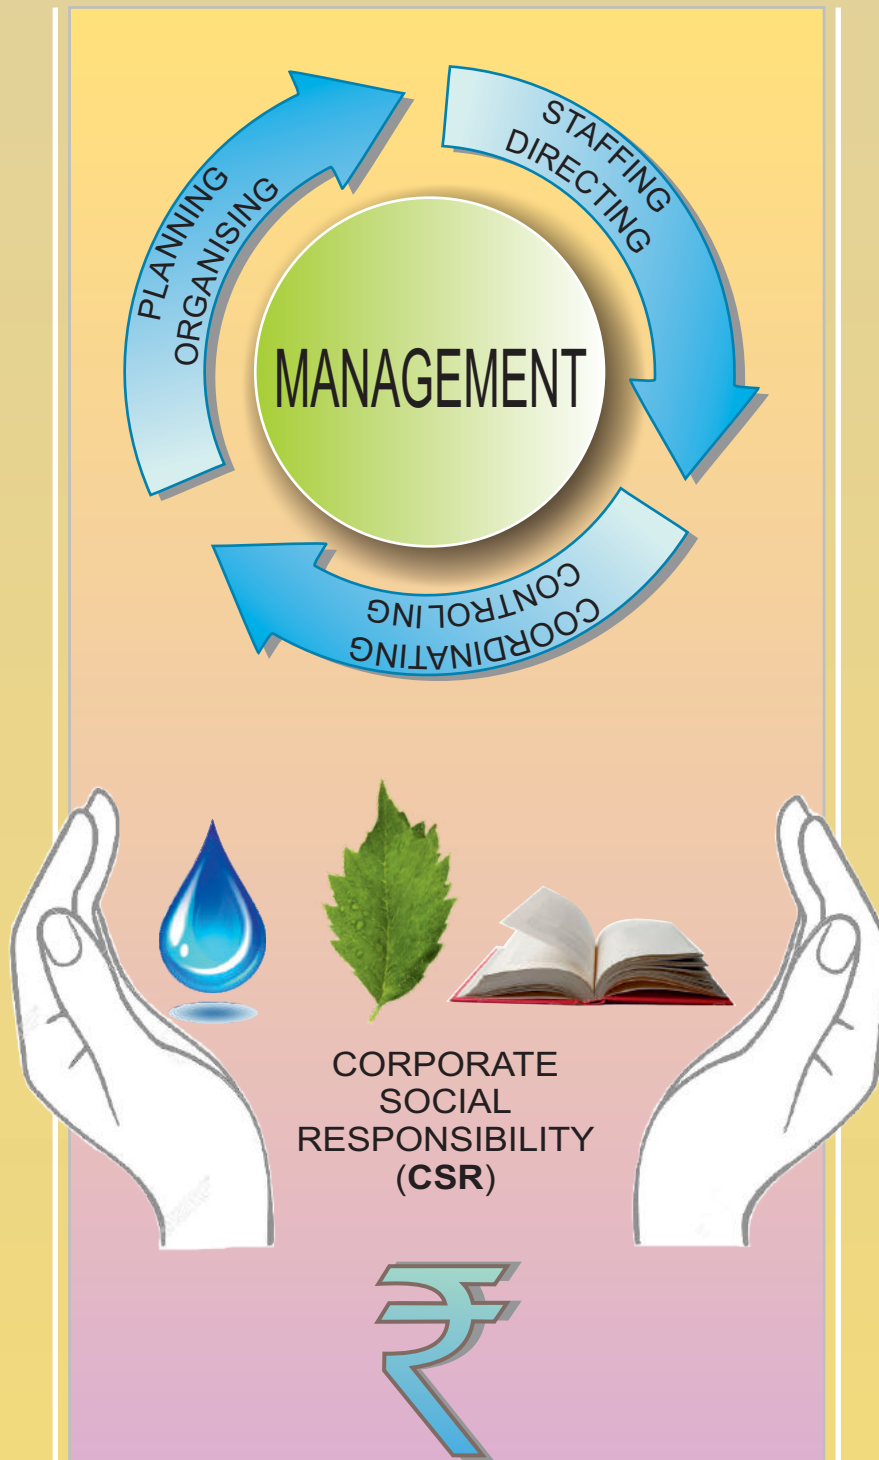 PLANNING
ORGANISING
STAFFING
DIRECTING
MANAGEMENT
CONTROLING
COORDINATING
CORPORATE
SOCIAL
RESPONSIBILITY
(CSR)
₹